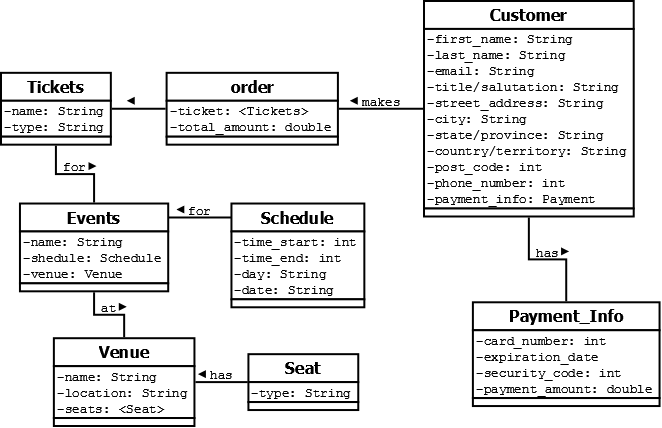 Customer
-first_name: String
-last_name: String
-email: String
-title/salutation: String
-street_address: String
-city: String
-state/province: String
-country/territory: String
-post_code: int
-phone_number: int
-payment_info: Payment
Tickets
-name: String
-type: String
order
-ticket: <Tickets>
-total_amount: double
makes
for
Events
-name: String
-shedule: Schedule
-venue: Venue
for
Schedule
-time_start: int
-time_end: int
-day: String
-date: String
has
at
Payment_Info
-card_number: int
-expiration_date
-security_code: int
-payment_amount: double
Venue
-name: String
-location: String
-seats: <Seat>
has
Seat
-type: String